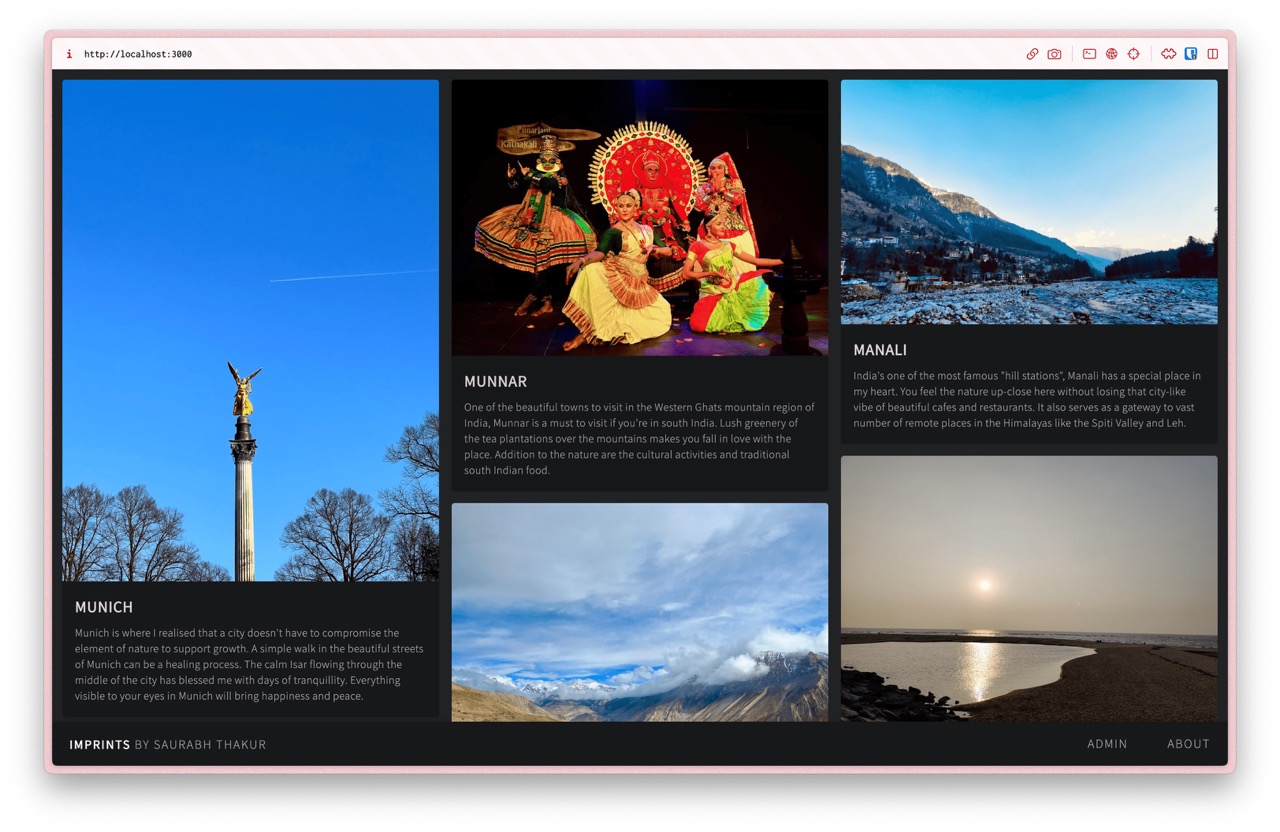 i http://localhost:3000
Punarjani
Kathakali
MUNICH
Munich is where I realised that a city doesn't have to compromise the
element of nature to support growth. A simple walk in the beautiful streets
of Munich can be a healing process. The calm Isar flowing through the
middle of the city has blessed me with days of tranquillity. Everything
visible to your eyes in Munich will bring happiness and peace.
MUNNAR
One of the beautiful towns to visit in the Western Ghats mountain region of
India, Munnar is a must to visit if you're in south India. Lush greenery of
the tea plantations over the mountains makes you fall in love with the
place. Addition to the nature are the cultural activities and traditional
south Indian food.
MANALI
India's one of the most famous "hill stations", Manali has a special place in
my heart. You feel the nature up-close here without losing that city-like
vibe of beautiful cafes and restaurants. It also serves as a gateway to vast
number of remote places in the Himalayas like the Spiti Valley and Leh.
IMPRINTS BY SAURABH THAKUR
ADMIN
ABOUT